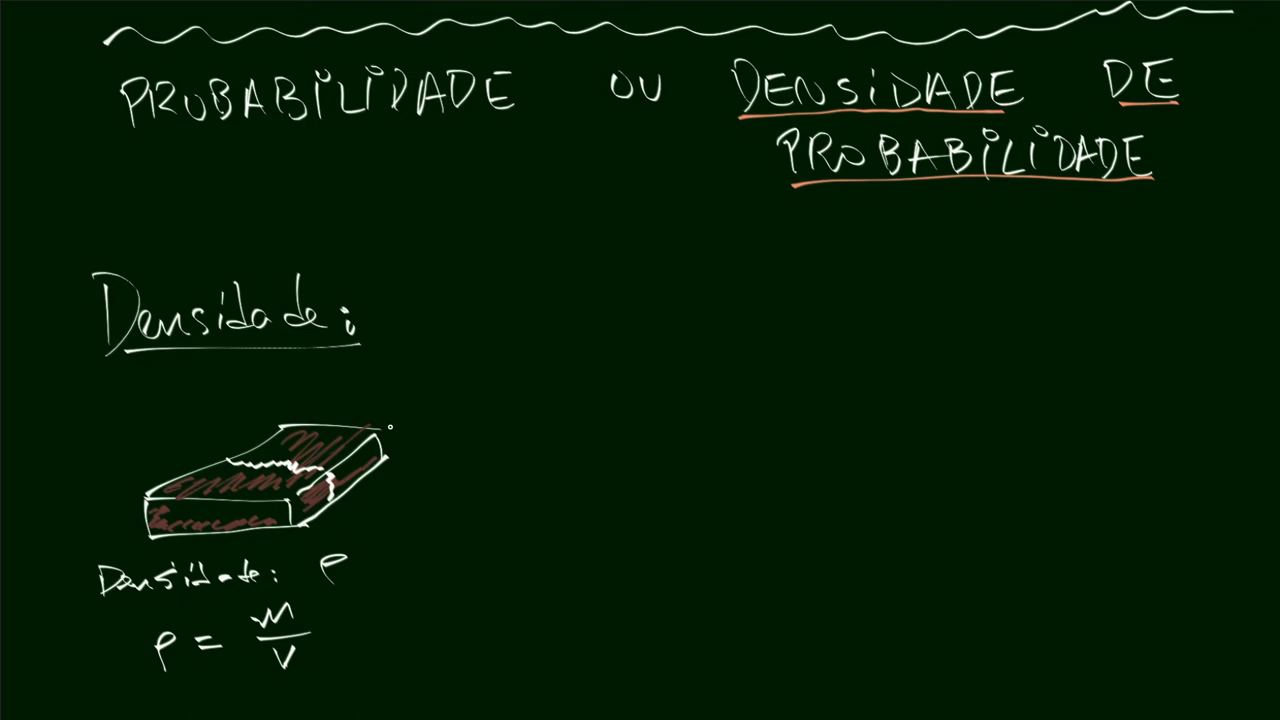 PROBABILIDADE OU DENSIDADE DE
PROBABILIDADE
Densidade:
Densidade: ρ
ρ = m/V